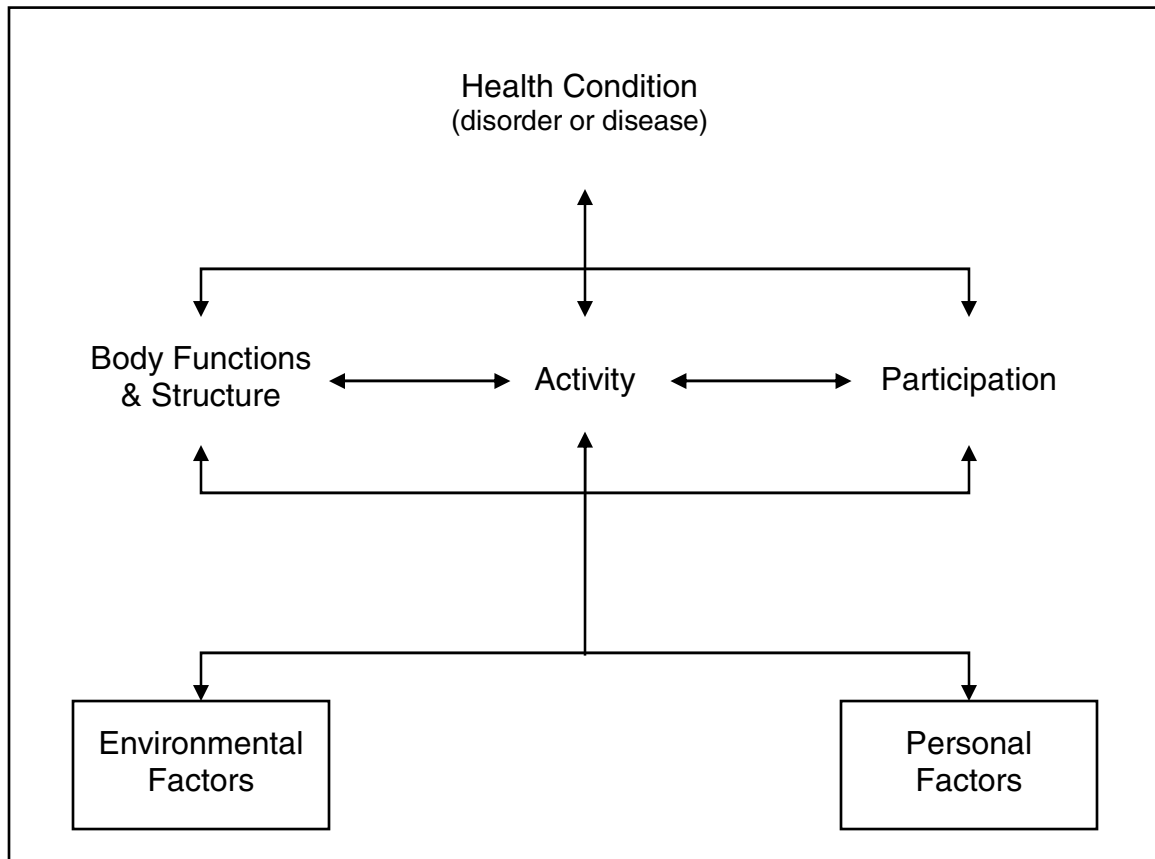 Health Condition
(disorder or disease)
Body Functions
& Structure
Activity
Participation
Environmental
Factors
Personal
Factors